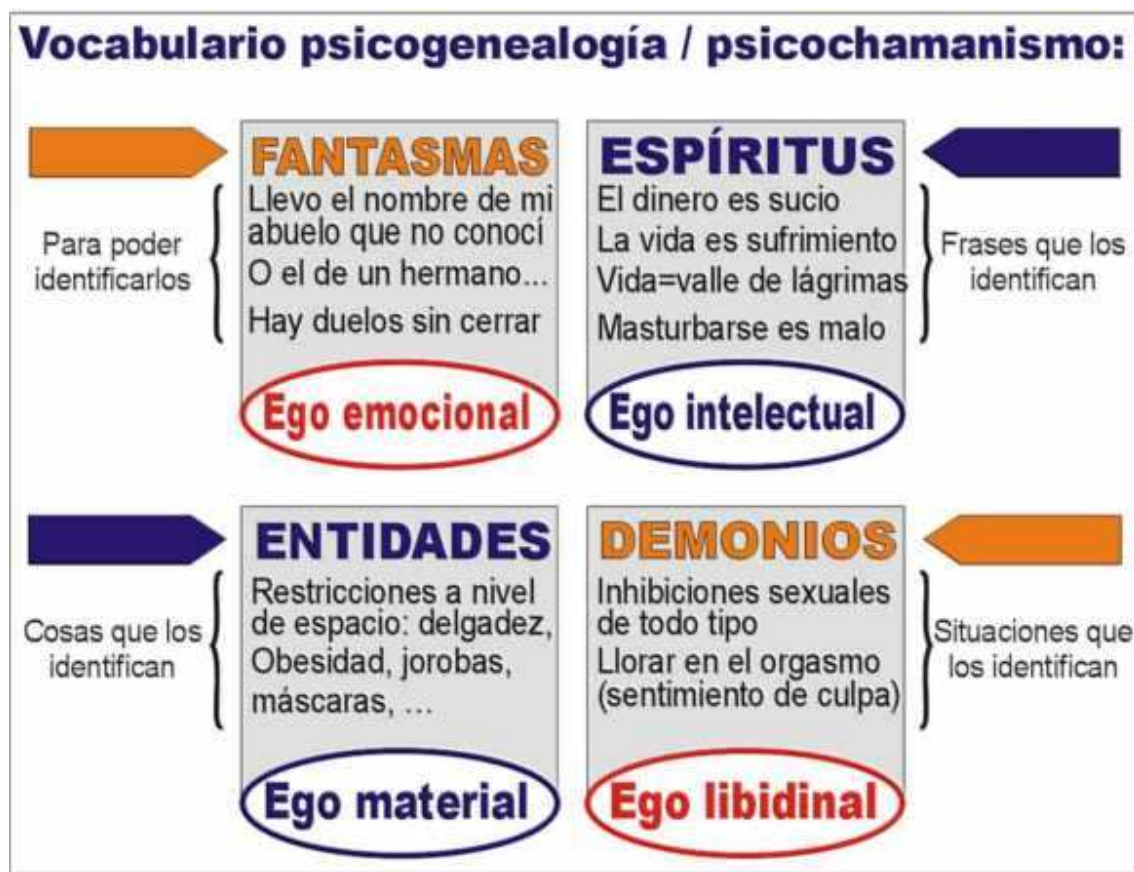 Vocabulario psicogenealogía / psicochamanismo:
FANTASMAS
Llevo el nombre de mi
abuelo que no conocí
O el de un hermano...
Hay duelos sin cerrar
Ego emocional
Para poder
identificarlos
ESPÍRITUS
El dinero es sucio
La vida es sufrimiento
Vida=valle de lágrimas
Masturbarse es malo
Ego intelectual
Frases que los
identifican
ENTIDADES
Restricciones a nivel
de espacio: delgadez,
Obesidad, jorobas,
máscaras, ...
Ego material
Cosas que los
identifican
DEMONIOS
Inhibiciones sexuales
de todo tipo
Llorar en el orgasmo
(sentimiento de culpa)
Ego libidinal
Situaciones que
los identifican